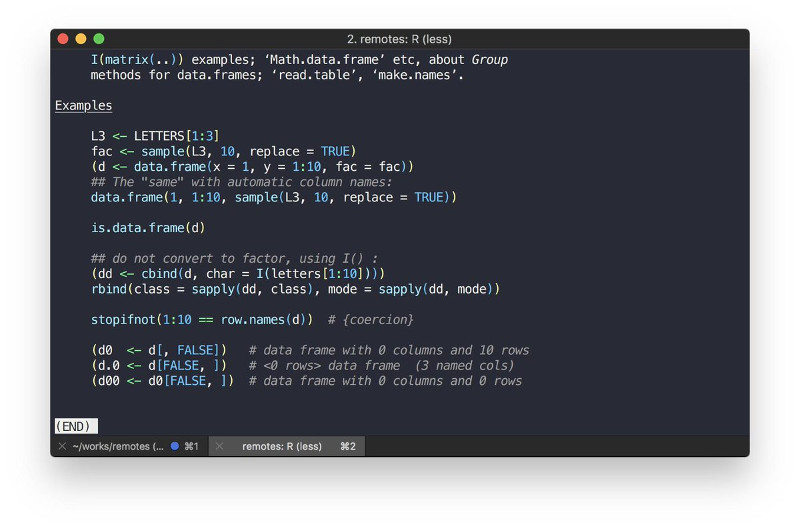 2. remotes: R (less)
I(matrix(..)) examples; ‘Math.data.frame’ etc, about Group
methods for data.frames; ‘read.table’, ‘make.names’.
Examples
L3 <- LETTERS[1:3]
fac <- sample(L3, 10, replace = TRUE)
(d <- data.frame(x = 1, y = 1:10, fac = fac))
## The "same" with automatic column names:
data.frame(1, 1:10, sample(L3, 10, replace = TRUE))
is.data.frame(d)
## do not convert to factor, using I() :
(dd <- cbind(d, char = I(letters[1:10])))
rbind(class = sapply(dd, class), mode = sapply(dd, mode))
stopifnot(1:10 == row.names(d))  # {coercion}
(d0  <- d[, FALSE])   # data frame with 0 columns and 10 rows
(d.0 <- d[FALSE, ])   # <0 rows> data frame  (3 named cols)
(d00 <- d0[FALSE, ])  # data frame with 0 columns and 0 rows
(END)
~/works/remotes (... ⌘1 remotes: R (less) ⌘2